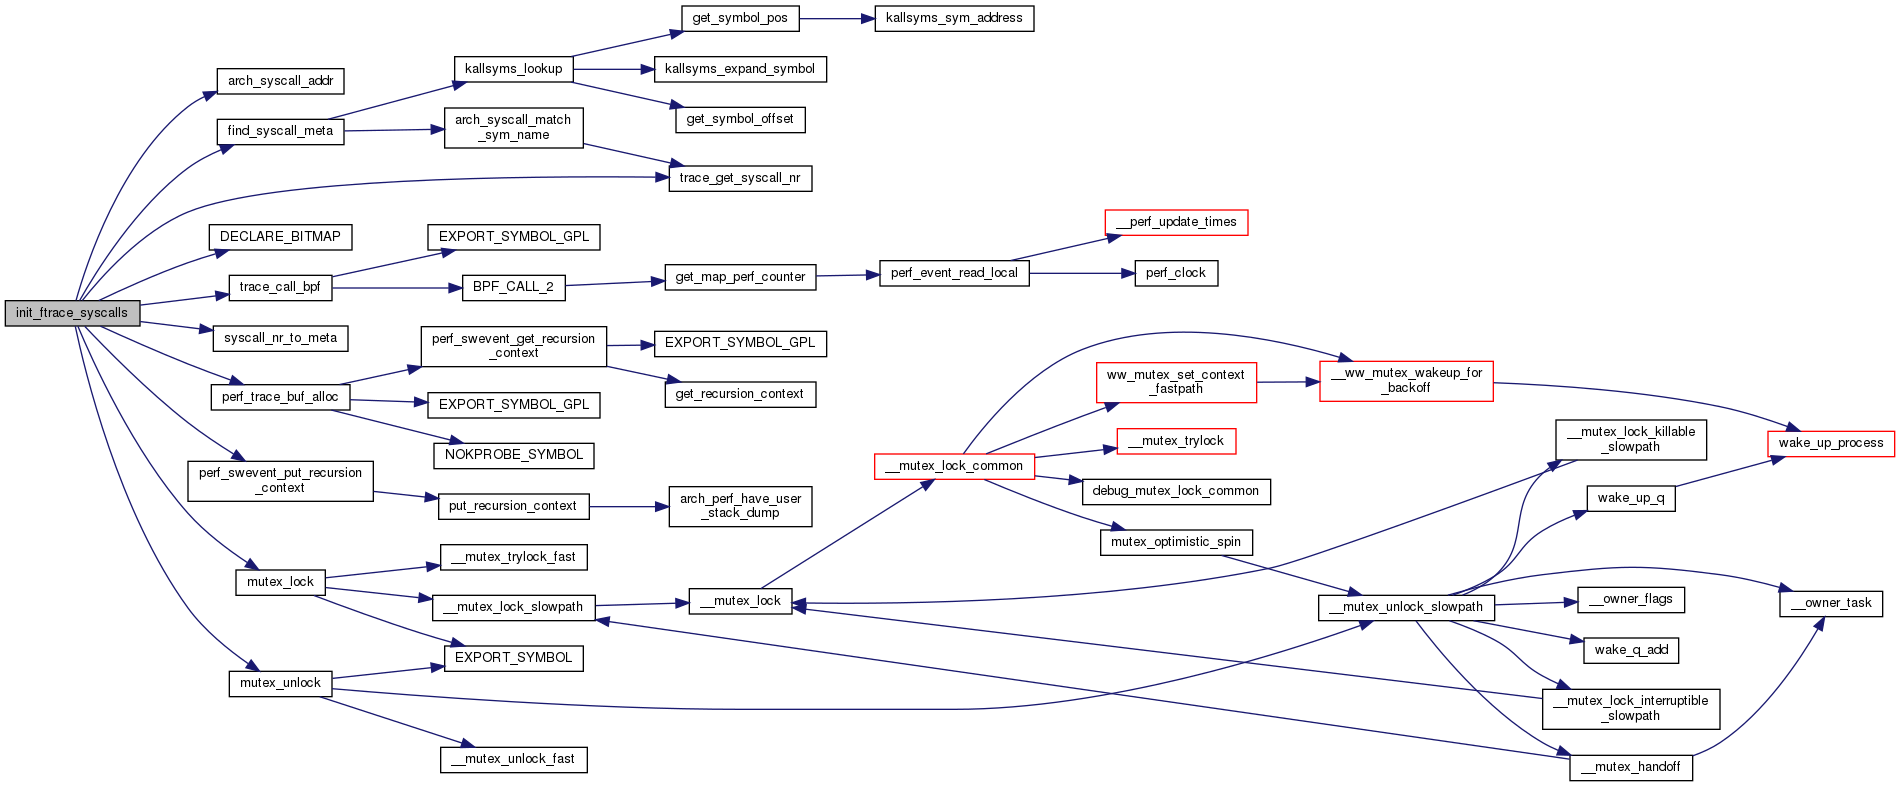 get_symbol_pos
kallsyms_sym_address
kallsyms_lookup
kallsyms_expand_symbol
arch_syscall_addr
get_symbol_offset
find_syscall_meta
arch_syscall_match
_sym_name
trace_get_syscall_nr
__perf_update_times
DECLARE_BITMAP
EXPORT_SYMBOL_GPL
perf_event_read_local
perf_clock
get_map_perf_counter
trace_call_bpf
BPF_CALL_2
init_ftrace_syscalls
syscall_nr_to_meta
perf_swevent_get_recursion
_context
EXPORT_SYMBOL_GPL
ww_mutex_set_context
_fastpath
__ww_mutex_wakeup_for
_backoff
perf_trace_buf_alloc
get_recursion_context
EXPORT_SYMBOL_GPL
NOKPROBE_SYMBOL
__mutex_trylock
__mutex_lock_killable
_slowpath
wake_up_process
__mutex_lock_common
perf_swevent_put_recursion
_context
debug_mutex_lock_common
wake_up_q
put_recursion_context
arch_perf_have_user
_stack_dump
mutex_optimistic_spin
__mutex_trylock_fast
mutex_lock
__mutex_lock_slowpath
__mutex_lock
__mutex_unlock_slowpath
__owner_flags
__owner_task
EXPORT_SYMBOL
wake_q_add
mutex_unlock
__mutex_lock_interruptible
_slowpath
__mutex_unlock_fast
__mutex_handoff